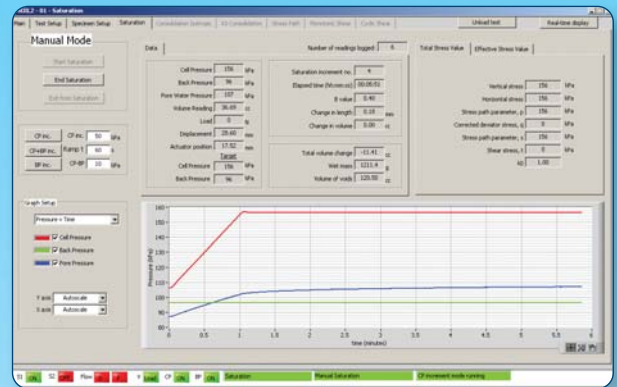 SOIL2 - 01 - Saturation
Main Test Setup Specimen Setup Saturation Consolidation Settings K0 Consolidation Stress Path Monotonic Shear Cyclic Shear
Unload test
Real-time display
Manual Mode
Start Saturation
End Saturation
Exit from Saturation
CP inc. CP inc. 50 kPa
CP+BP inc. Ramp t 60 s
BP inc. CP-BP 10 kPa
Graph Setup
Pressure v Time
Cell Pressure
Back Pressure
Pore Pressure
Y axis Autoscale
X axis Autoscale
Data
Number of readings logged: 6
Cell Pressure 156 kPa
Back Pressure 96 kPa
Pore Water Pressure 107 kPa
Volume Reading 36.69 cc
Load 0 N
Displacement 29.60 mm
Actuator position 17.52 mm
Target
Cell Pressure 156 kPa
Back Pressure 96 kPa
Saturation increment no. 4
Elapsed time 00:05:51
B value 0.40
Change in length 0.18 mm
Change in volume 0.00 cc
Total volume change -11.41 cc
Wet mass 1211.4 g
Volume of voids 120.50 cc
Total Stress Value Effective Stress Value
Vertical stress 156 kPa
Horizontal stress 156 kPa
Stress path parameter, p 156 kPa
Corrected deviator stress, q 0 kPa
Stress path parameter, s 156 kPa
Shear stress, t 0 kPa
k0 1.00
Pressure (kPa)
160
150
140
130
120
110
100
90
80
0 0.5 1 1.5 2 2.5 3 3.5 4 4.5 5 5.5 6
time (minutes)
S1 ON S2 OFF Flow V Load CP ON BP ON Saturation Manual Saturation CP increment mode running